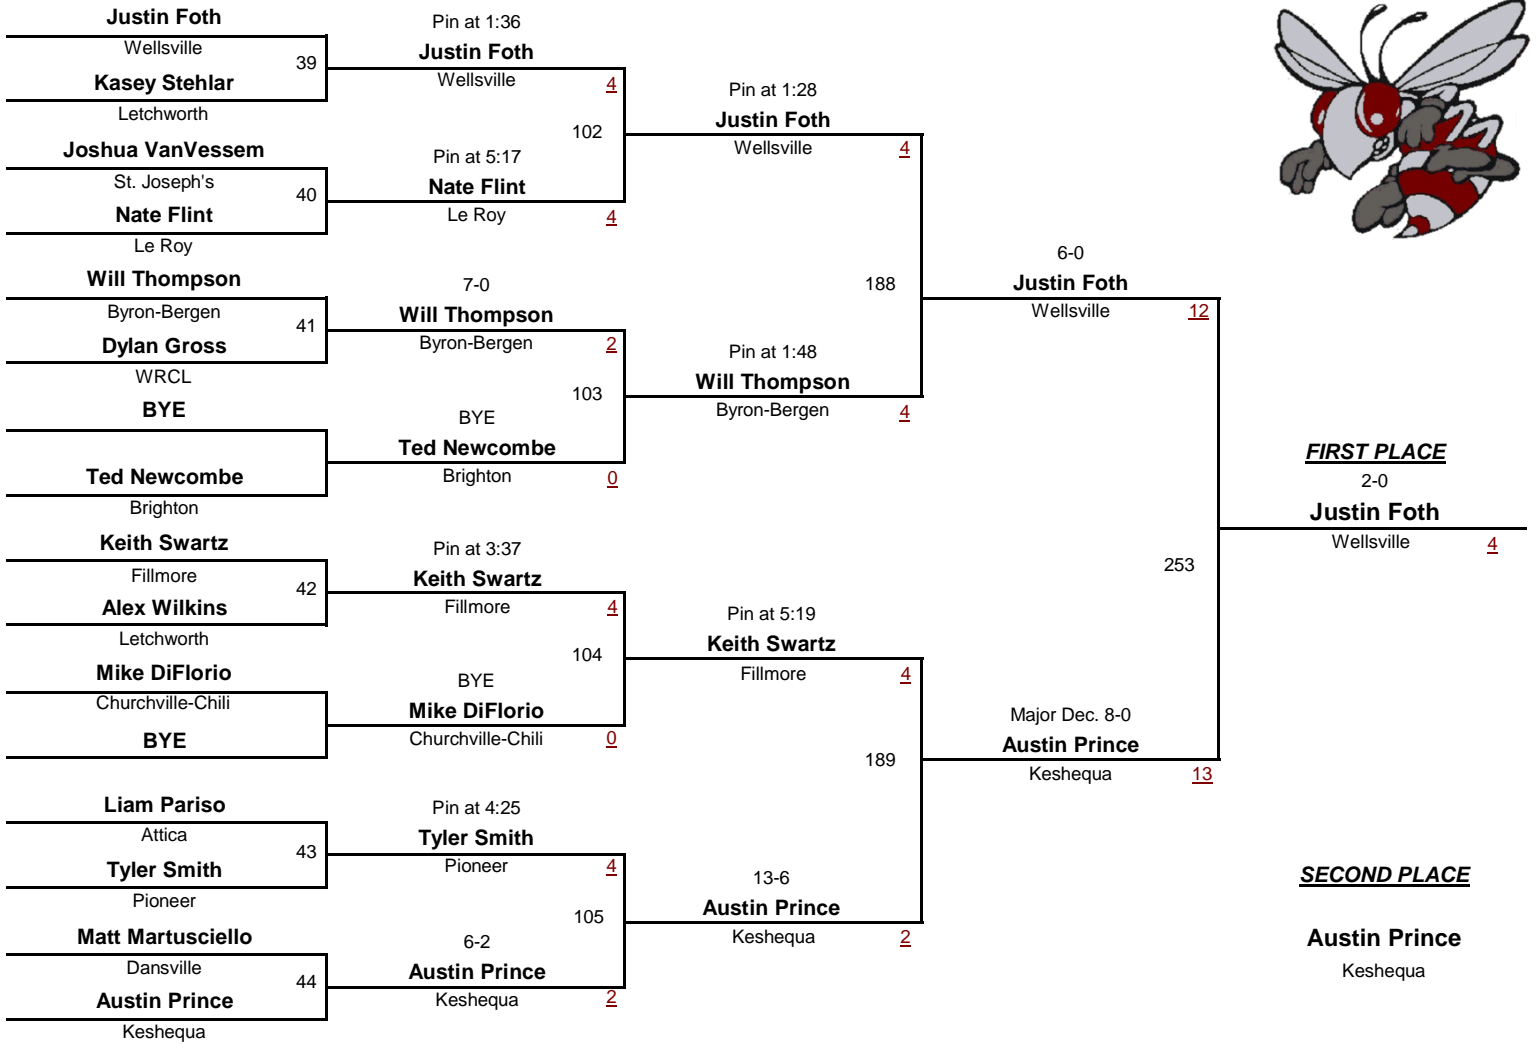 Justin Foth
Wellsville
39
Kasey Stehlar
Letchworth
Joshua VanVessem
St. Joseph's
40
Nate Flint
Le Roy
Will Thompson
Byron-Bergen
41
Dylan Gross
WRCL
BYE
Ted Newcombe
Brighton
Keith Swartz
Fillmore
42
Alex Wilkins
Letchworth
Mike DiFlorio
Churchville-Chili
BYE
Liam Pariso
Attica
43
Tyler Smith
Pioneer
Matt Martusciello
Dansville
44
Austin Prince
Keshequa
Pin at 1:36
Justin Foth
Wellsville
4
102
Pin at 5:17
Nate Flint
Le Roy
4
7-0
Will Thompson
Byron-Bergen
2
103
BYE
Ted Newcombe
Brighton
0
Pin at 3:37
Keith Swartz
Fillmore
4
104
BYE
Mike DiFlorio
Churchville-Chili
0
Pin at 4:25
Tyler Smith
Pioneer
4
105
6-2
Austin Prince
Keshequa
2
Pin at 1:28
Justin Foth
Wellsville
4
188
Pin at 1:48
Will Thompson
Byron-Bergen
4
Pin at 5:19
Keith Swartz
Fillmore
4
189
13-6
Austin Prince
Keshequa
2
6-0
Justin Foth
Wellsville
12
253
Major Dec. 8-0
Austin Prince
Keshequa
13
FIRST PLACE
2-0
Justin Foth
Wellsville
4
SECOND PLACE
Austin Prince
Keshequa